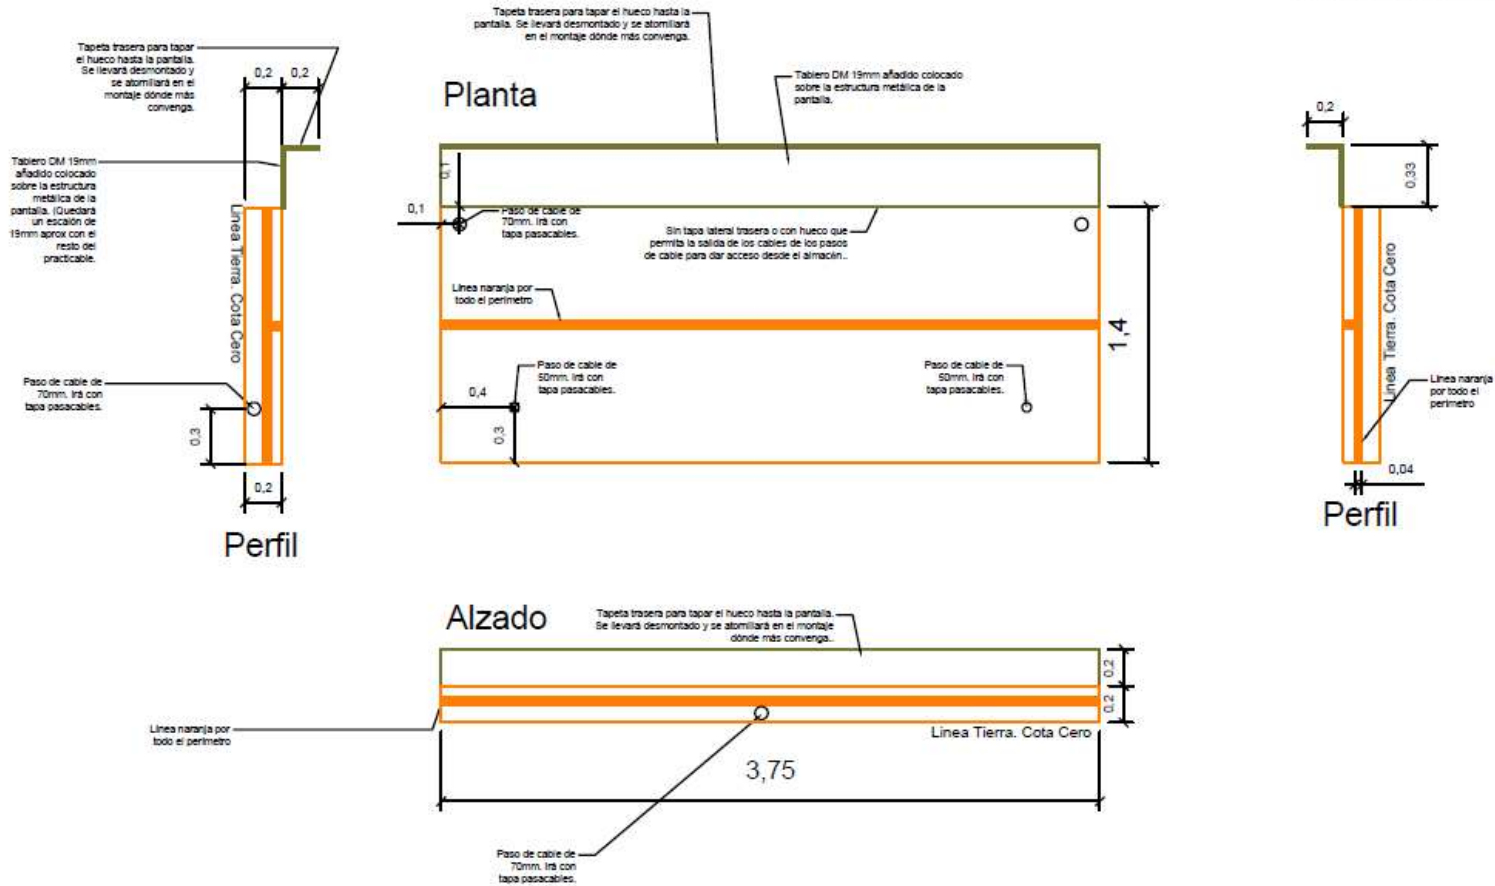 Tapeta trasera para tapar el hueco hasta la
pantalla. Se llevará desmontado y se atornillará
en el montaje dónde más convenga.
Tapeta trasera para tapar
el hueco hasta la pantalla.
Se llevará desmontado y
se atornillará en el
montaje dónde más
convenga.
0,2
0,2
Planta
Tablero DM 19mm añadido colocado
sobre la estructura metálica de la
pantalla.
0,2
Tablero DM 19mm
añadido colocado
sobre la estructura
metálica de la
pantalla. (Quedará
un escalón de
19mm aprox con el
resto del
practicable.
0,1
0,33
0,1
Paso de cable de
70mm. Irá con
tapa pasacables.
Sin tapa lateral trasera o con hueco que
permita la salida de los cables de los pasos
de cable para dar acceso desde el almacén..
Linea Tierra. Cota Cero
Linea Tierra. Cota Cero
Linea naranja por
todo el perimetro
1,4
Paso de cable de
70mm. Irá con
tapa pasacables.
0,3
0,4
Paso de cable de
50mm. Irá con
tapa pasacables.
0,3
Paso de cable de
50mm. Irá con
tapa pasacables.
Linea naranja
por todo el
perimetro
0,2
0,04
Perfil
Perfil
Alzado
Tapeta trasera para tapar el hueco hasta la pantalla.
Se llevará desmontado y se atornillará en el montaje
dónde más convenga..
0,2
0,2
Linea naranja por
todo el perimetro
Linea Tierra. Cota Cero
3,75
Paso de cable de
70mm. Irá con
tapa pasacables.